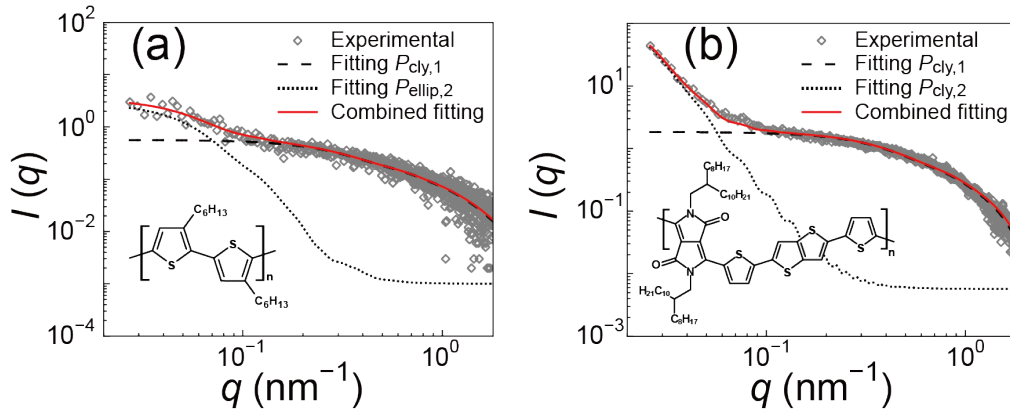 (a)
Experimental
Fitting P_cly,1
Fitting P_ellip,2
Combined fitting
I (q)
10^2
10^0
10^−2
10^−4
C6H13
S
S
n
C6H13
10^−1
10^0
q (nm^−1)
(b)
Experimental
Fitting P_cly,1
Fitting P_cly,2
Combined fitting
I (q)
10^1
10^−1
10^−3
C8H17
C10H21
N
O
S
S
S
S
n
O
N
H21C10
C8H17
10^−1
10^0
q (nm^−1)